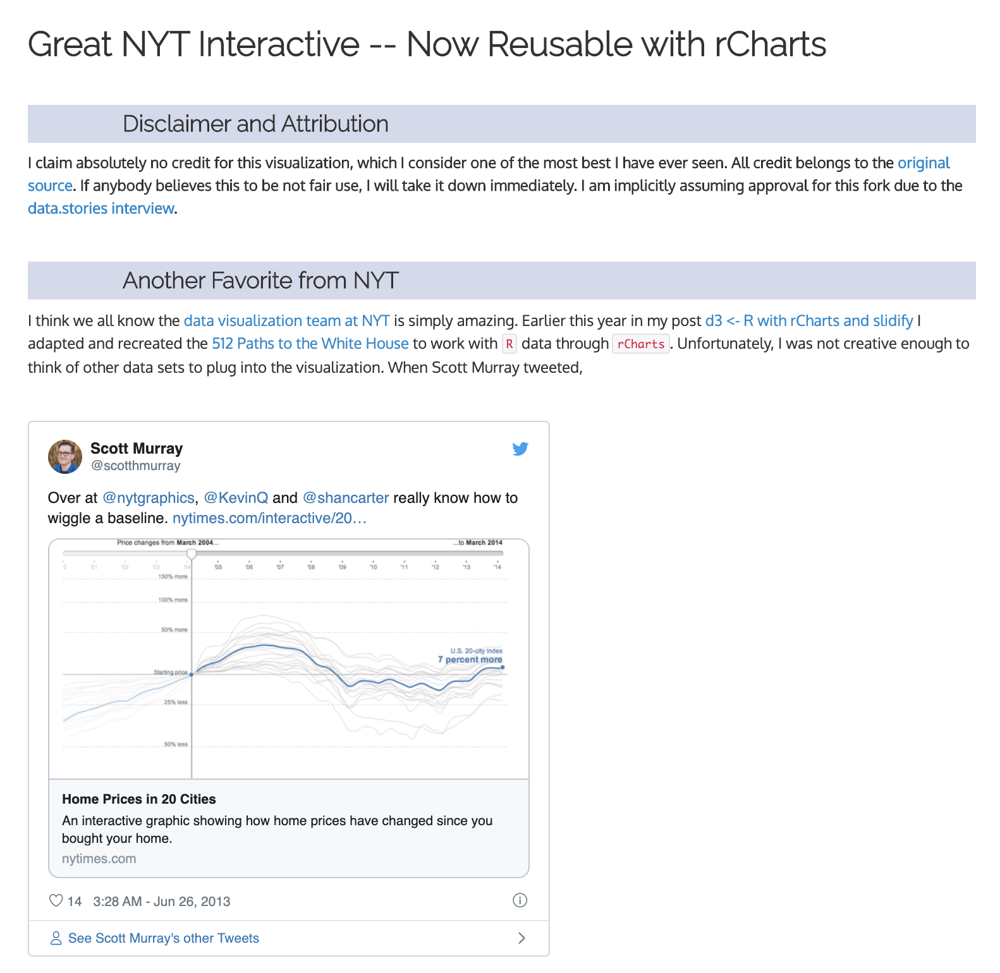 Great NYT Interactive -- Now Reusable with rCharts
Disclaimer and Attribution
I claim absolutely no credit for this visualization, which I consider one of the most best I have ever seen. All credit belongs to the original
source. If anybody believes this to be not fair use, I will take it down immediately. I am implicitly assuming approval for this fork due to the
data.stories interview.
Another Favorite from NYT
I think we all know the data visualization team at NYT is simply amazing. Earlier this year in my post d3 <- R with rCharts and slidify I
adapted and recreated the 512 Paths to the White House to work with R data through rCharts. Unfortunately, I was not creative enough to
think of other data sets to plug into the visualization. When Scott Murray tweeted,
Scott Murray
@scotthmurray
Over at @nytgraphics, @KevinQ and @shancarter really know how to
wiggle a baseline. nytimes.com/interactive/20…
Price changes from March 2004... ...to March 2014
0 '01 '02 '03 '04 '05 '06 '07 '08 '09 '10 '11 '12 '13 '14
150% more
100% more
50% more
U.S. 20-city index
7 percent more
Starting price
25% less
50% less
Home Prices in 20 Cities
An interactive graphic showing how home prices have changed since you
bought your home.
nytimes.com
14 3:28 AM - Jun 26, 2013
See Scott Murray's other Tweets